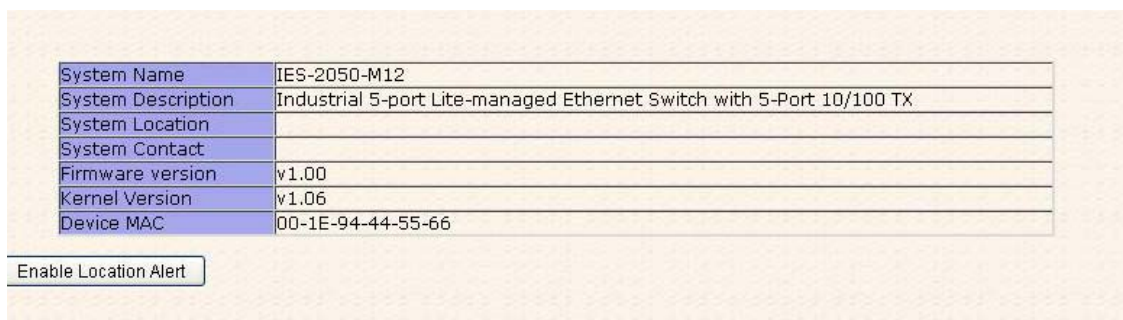 System Name IES-2050-M12
System Description Industrial 5-port Lite-managed Ethernet Switch with 5-Port 10/100 TX
System Location
System Contact
Firmware version v1.00
Kernel Version v1.06
Device MAC 00-1E-94-44-55-66
Enable Location Alert